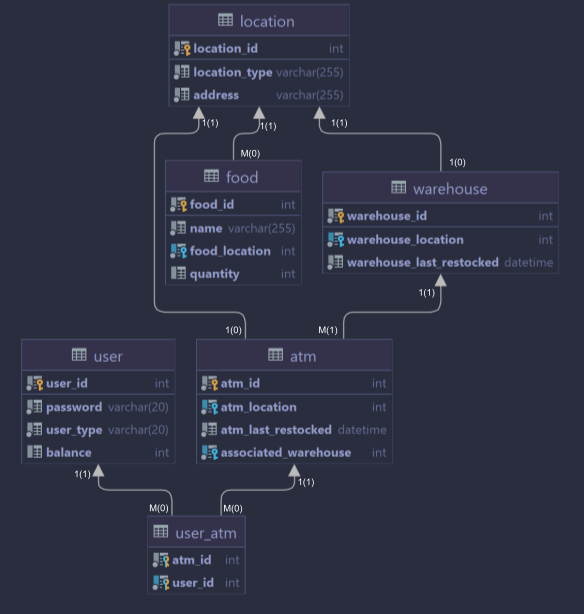 location
location_id int
location_type varchar(255)
address varchar(255)
1(1) 1(1) 1(1)
M(0) 1(0)
food
food_id int
name varchar(255)
food_location int
quantity int
warehouse
warehouse_id int
warehouse_location int
warehouse_last_restocked datetime
1(1)
1(0) M(1)
user
user_id int
password varchar(20)
user_type varchar(20)
balance int
atm
atm_id int
atm_location int
atm_last_restocked datetime
associated_warehouse int
1(1) 1(1)
M(0) M(0)
user_atm
atm_id int
user_id int